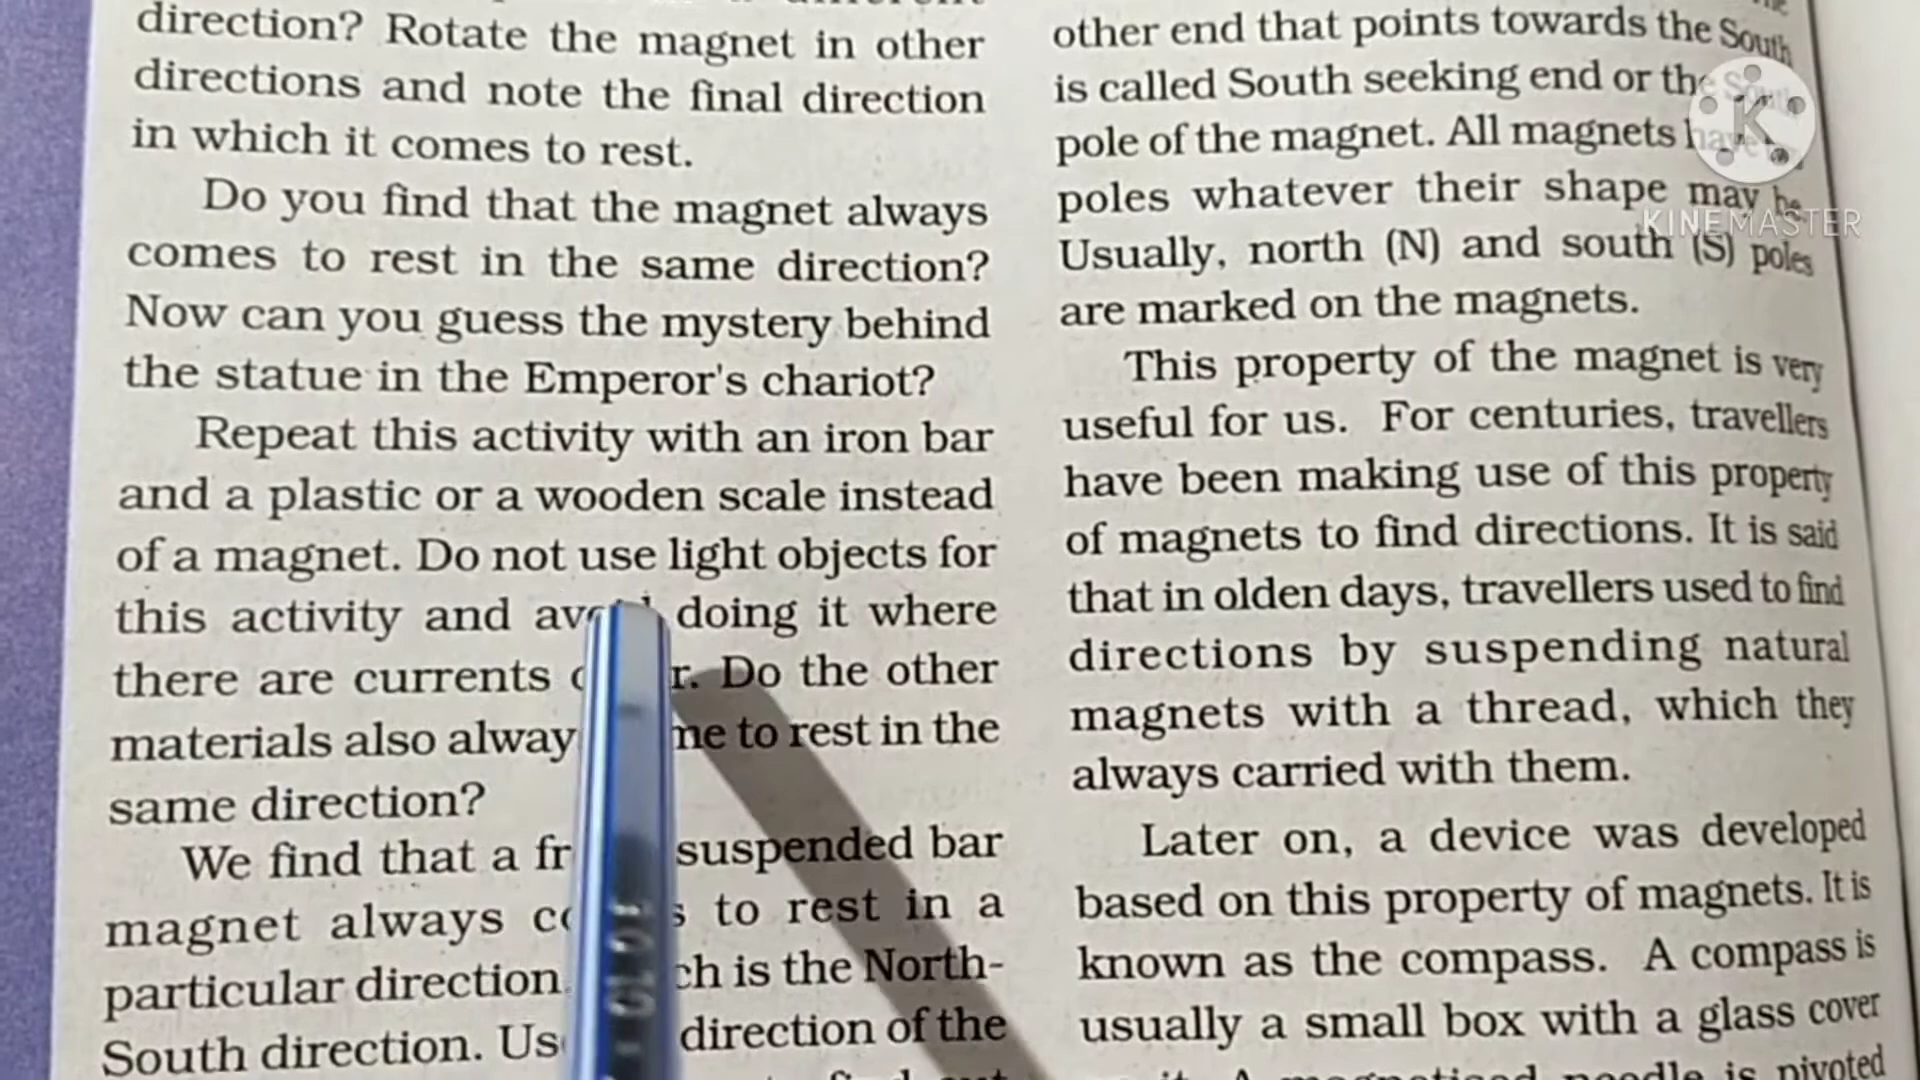 direction? Rotate the magnet in other
directions and note the final direction
in which it comes to rest.
Do you find that the magnet always
comes to rest in the same direction?
Now can you guess the mystery behind
the statue in the Emperor's chariot?
Repeat this activity with an iron bar
and a plastic or a wooden scale instead
of a magnet. Do not use light objects for
this activity and doing it where
there are currents Do the other
materials also to rest in the
same direction?
We find that a suspended bar
magnet always to rest in a
particular direction is the North-
South direction. direction of the
other end that points towards the South
is called South seeking end or the South
pole of the magnet. All magnets have
poles whatever their shape may be.
Usually, north (N) and south (S) poles
are marked on the magnets.
This property of the magnet is very
useful for us. For centuries, travellers
have been making use of this property
of magnets to find directions. It is said
that in olden days, travellers used to find
directions by suspending natural
magnets with a thread, which they
always carried with them.
Later on, a device was developed
based on this property of magnets. It is
known as the compass. A compass is
usually a small box with a glass cover
A magnetised needle is pivoted
K
KINEMASTER